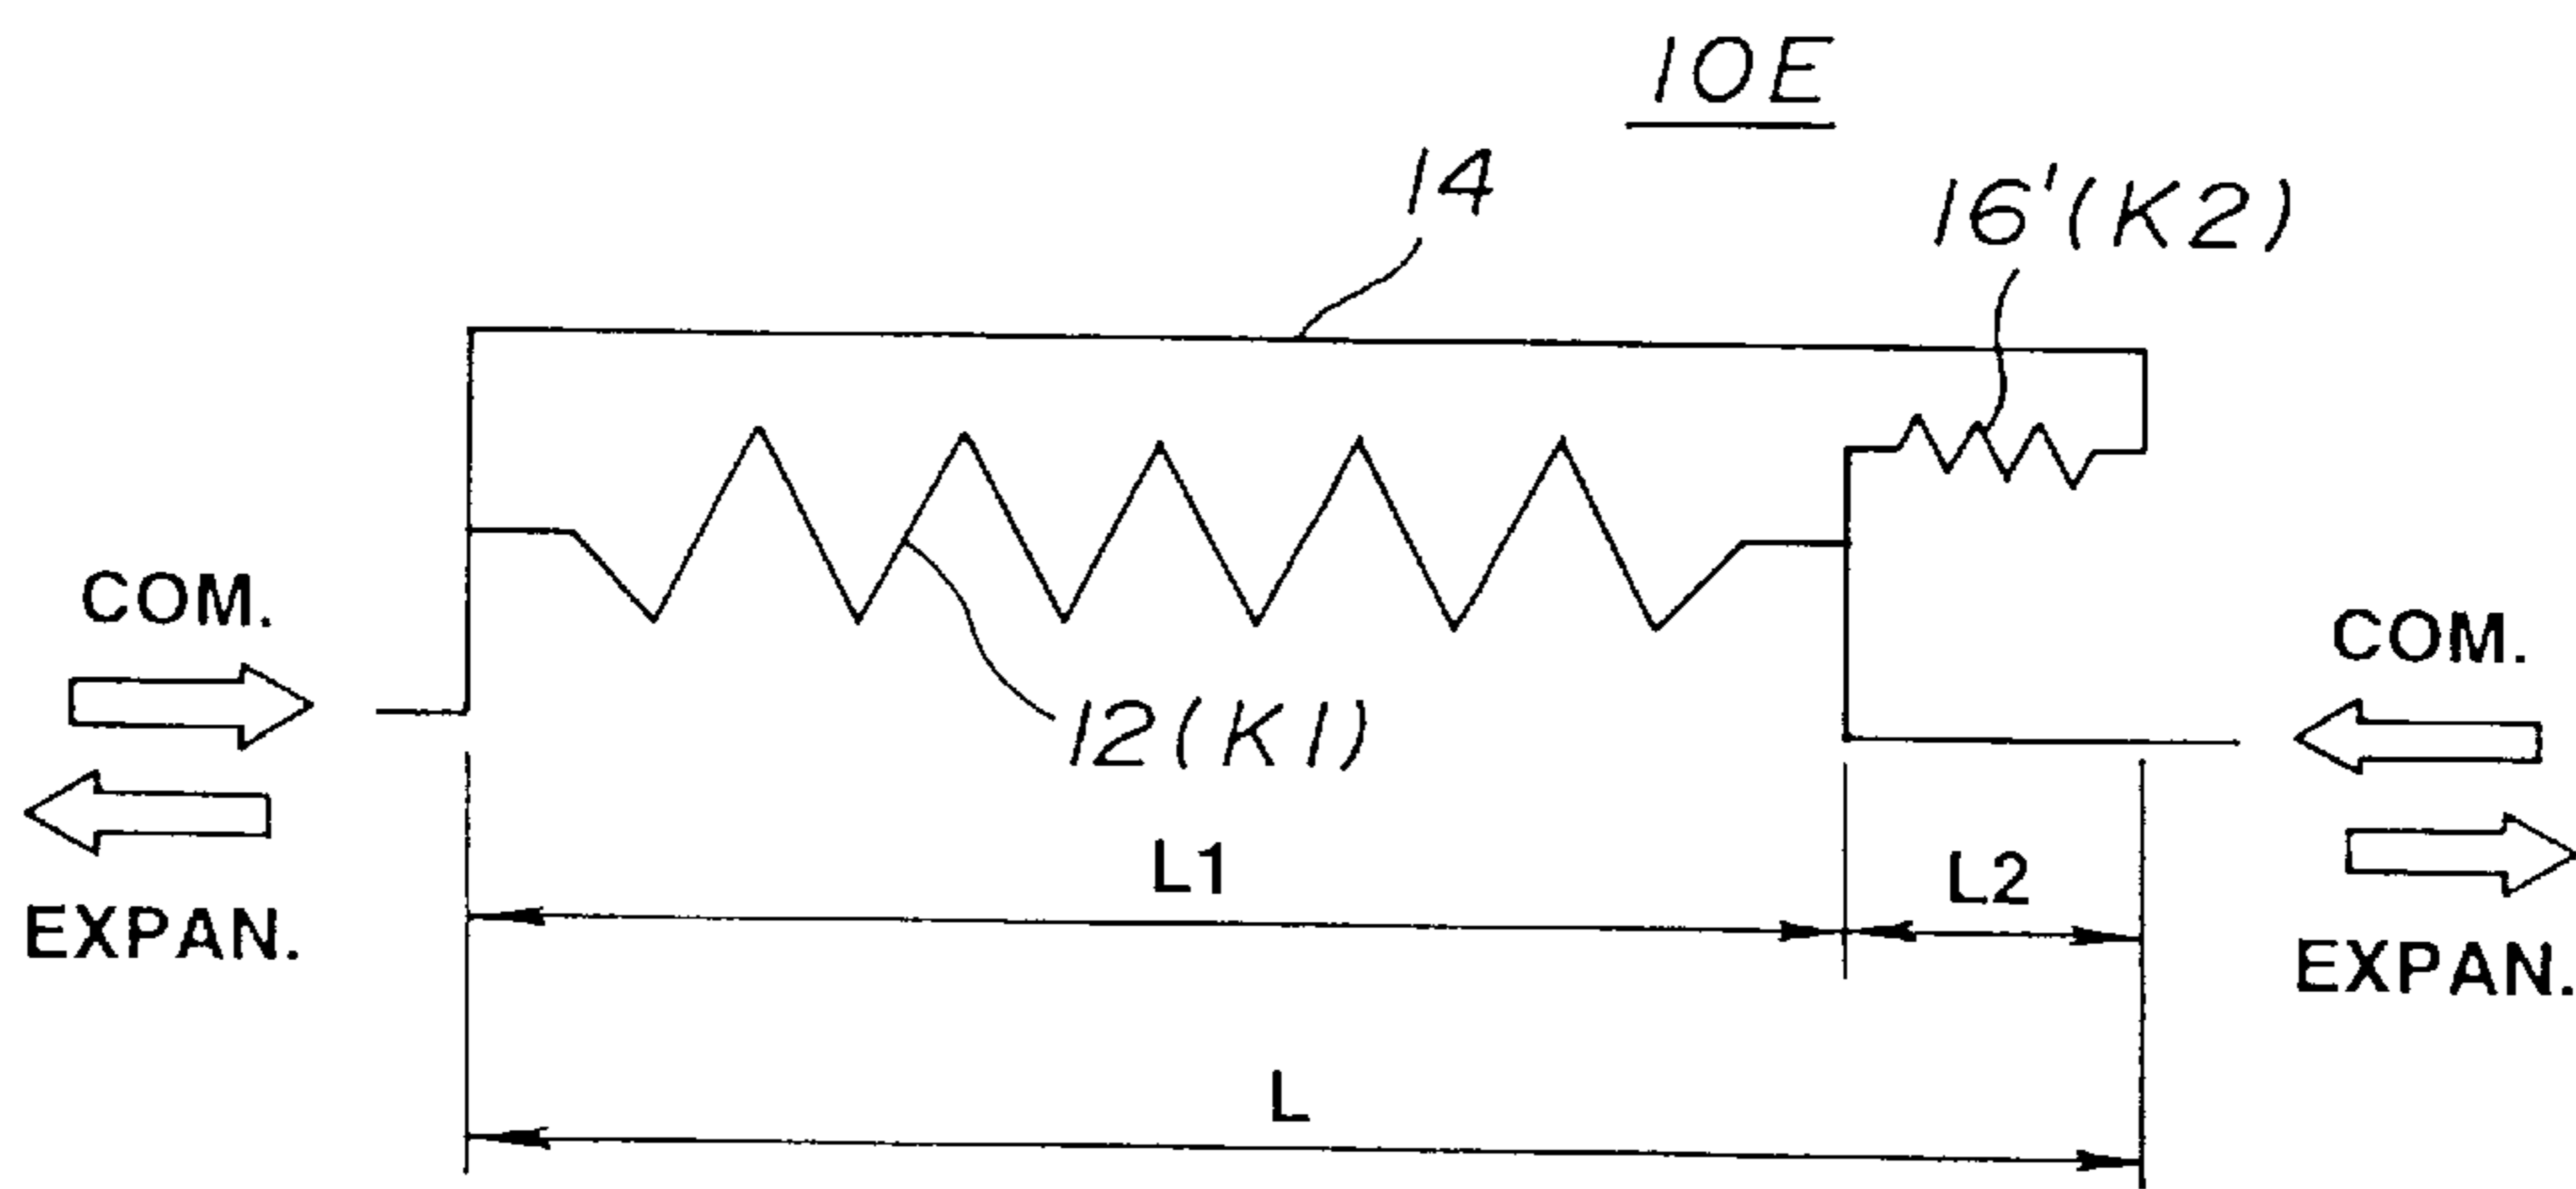 10E
14
16'(K2)
COM.
COM.
12(K1)
L1
L2
EXPAN.
EXPAN.
L